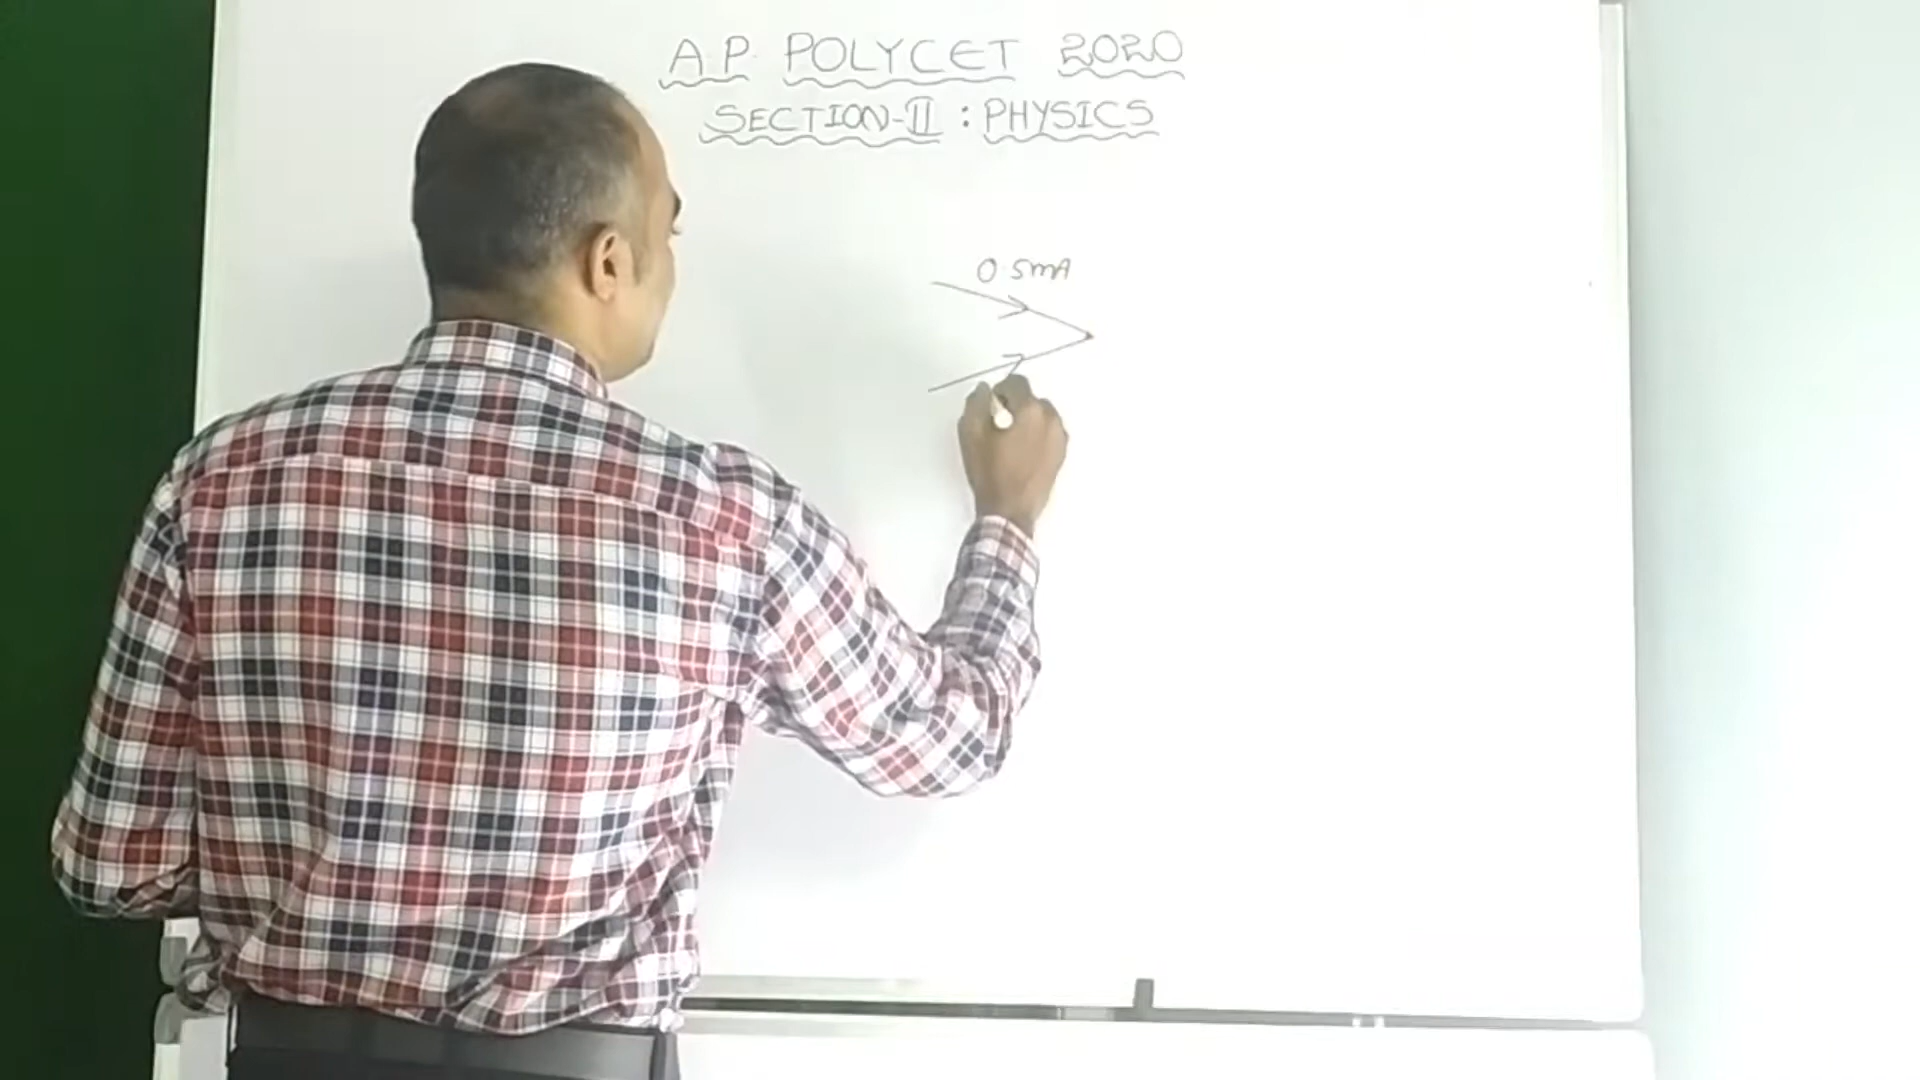 A.P. POLYCET 2020
SECTION-II : PHYSICS
0.5mA